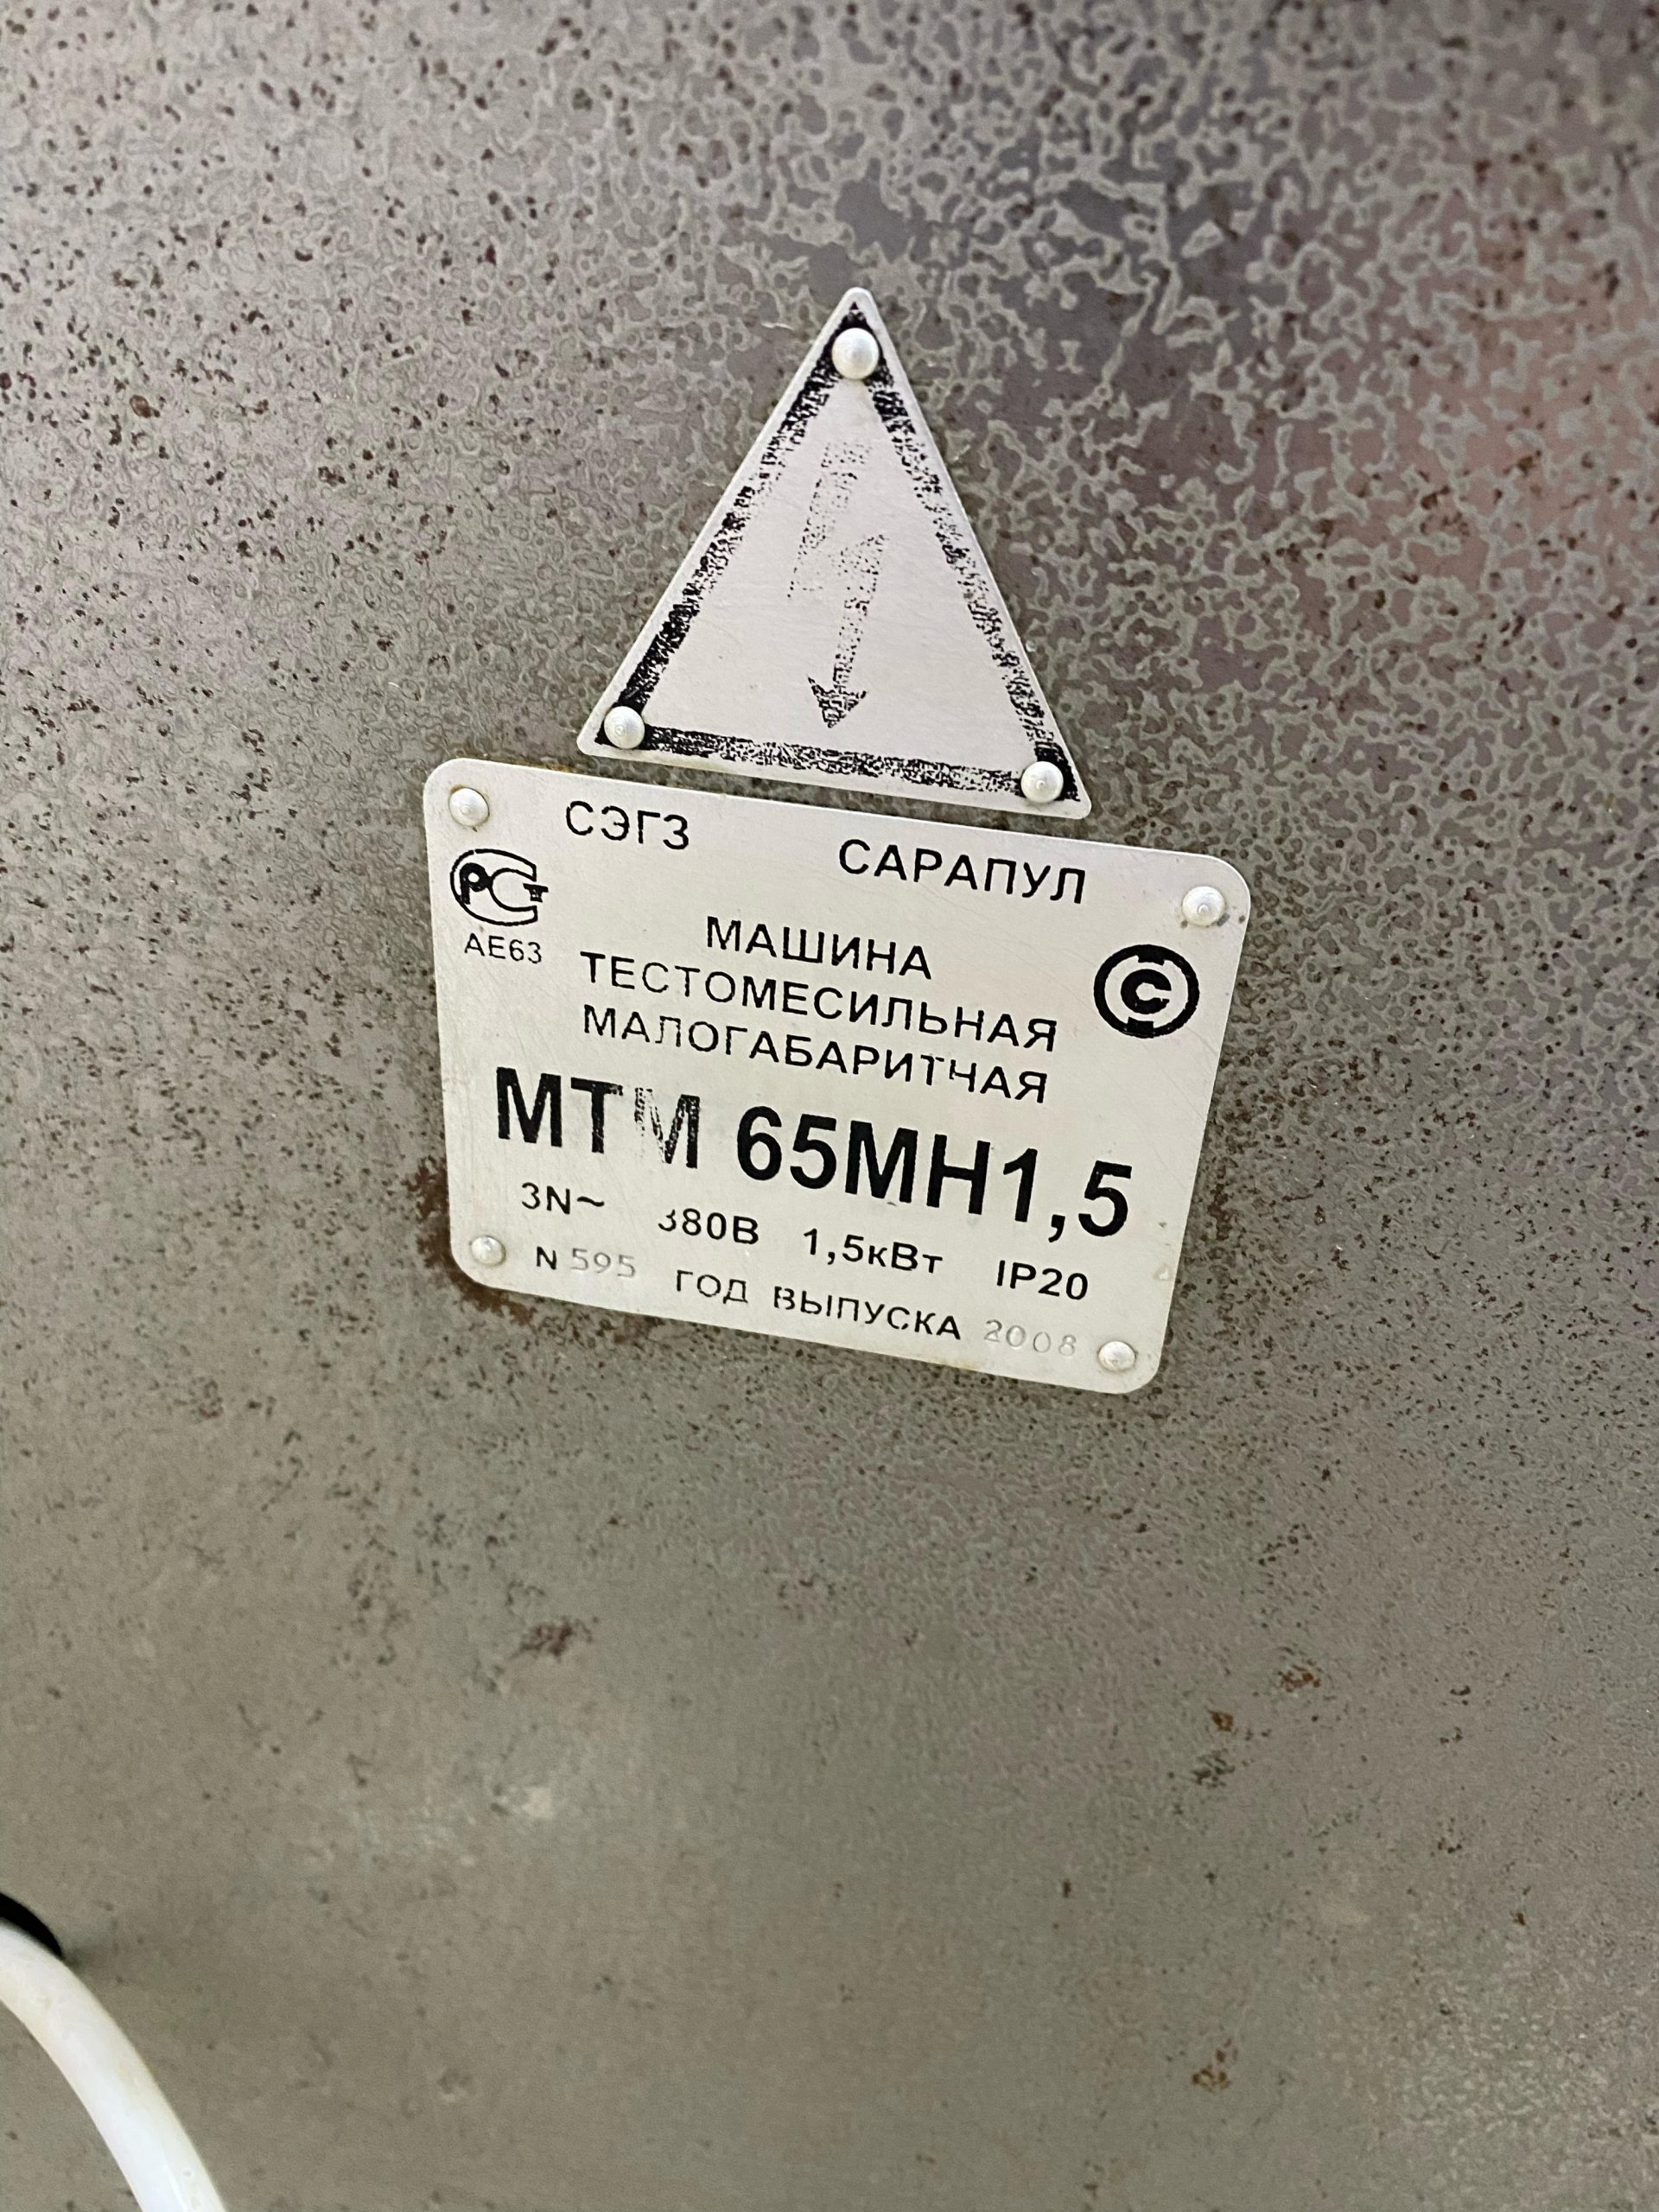 СЭГЗ САРАПУЛ
РСТ
АЕ63
МАШИНА
ТЕСТОМЕСИЛЬНАЯ
МАЛОГАБАРИТНАЯ
С
МТМ 65МН1,5
3N~ 380В 1,5кВт IP20
N 595 ГОД ВЫПУСКА 2008